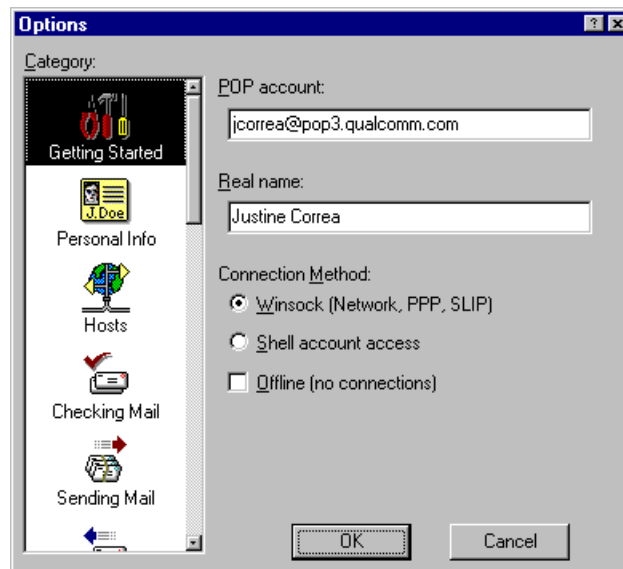 Options
Category:
Getting Started
J.Doe
Personal Info
Hosts
Checking Mail
Sending Mail
POP account:
jcorrea@pop3.qualcomm.com
Real name:
Justine Correa
Connection Method:
Winsock (Network, PPP, SLIP)
Shell account access
Offline (no connections)
OK
Cancel